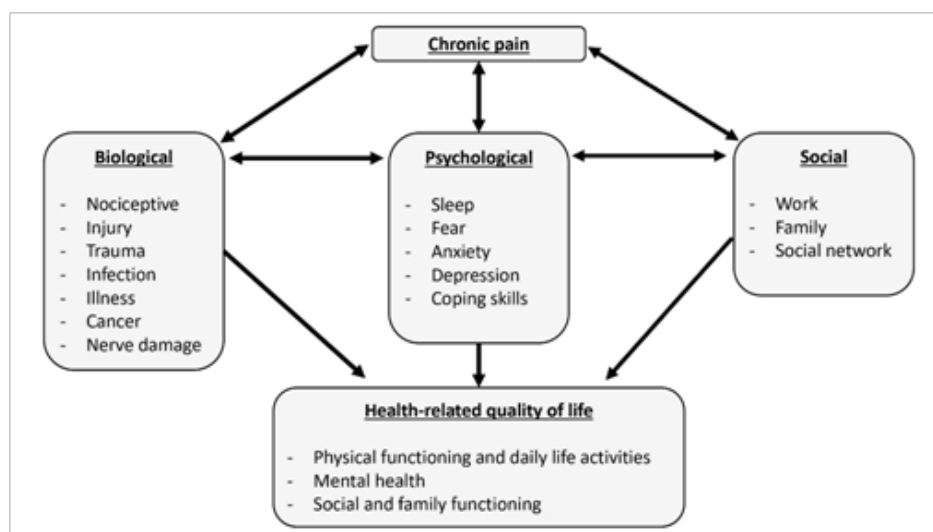 Chronic pain
Biological
- Nociceptive
- Injury
- Trauma
- Infection
- Illness
- Cancer
- Nerve damage
Psychological
- Sleep
- Fear
- Anxiety
- Depression
- Coping skills
Social
- Work
- Family
- Social network
Health-related quality of life
- Physical functioning and daily life activities
- Mental health
- Social and family functioning